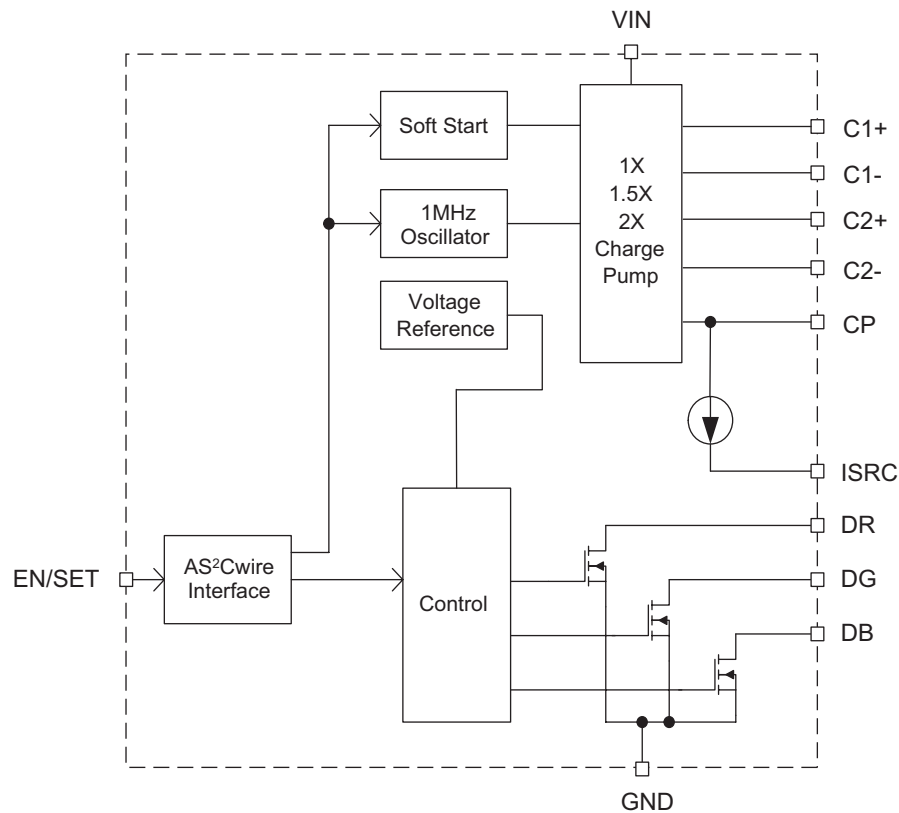 VIN
Soft Start
1MHz
Oscillator
Voltage
Reference
1X
1.5X
2X
Charge
Pump
C1+
C1-
C2+
C2-
CP
ISRC
DR
DG
DB
EN/SET
AS²Cwire
Interface
Control
GND